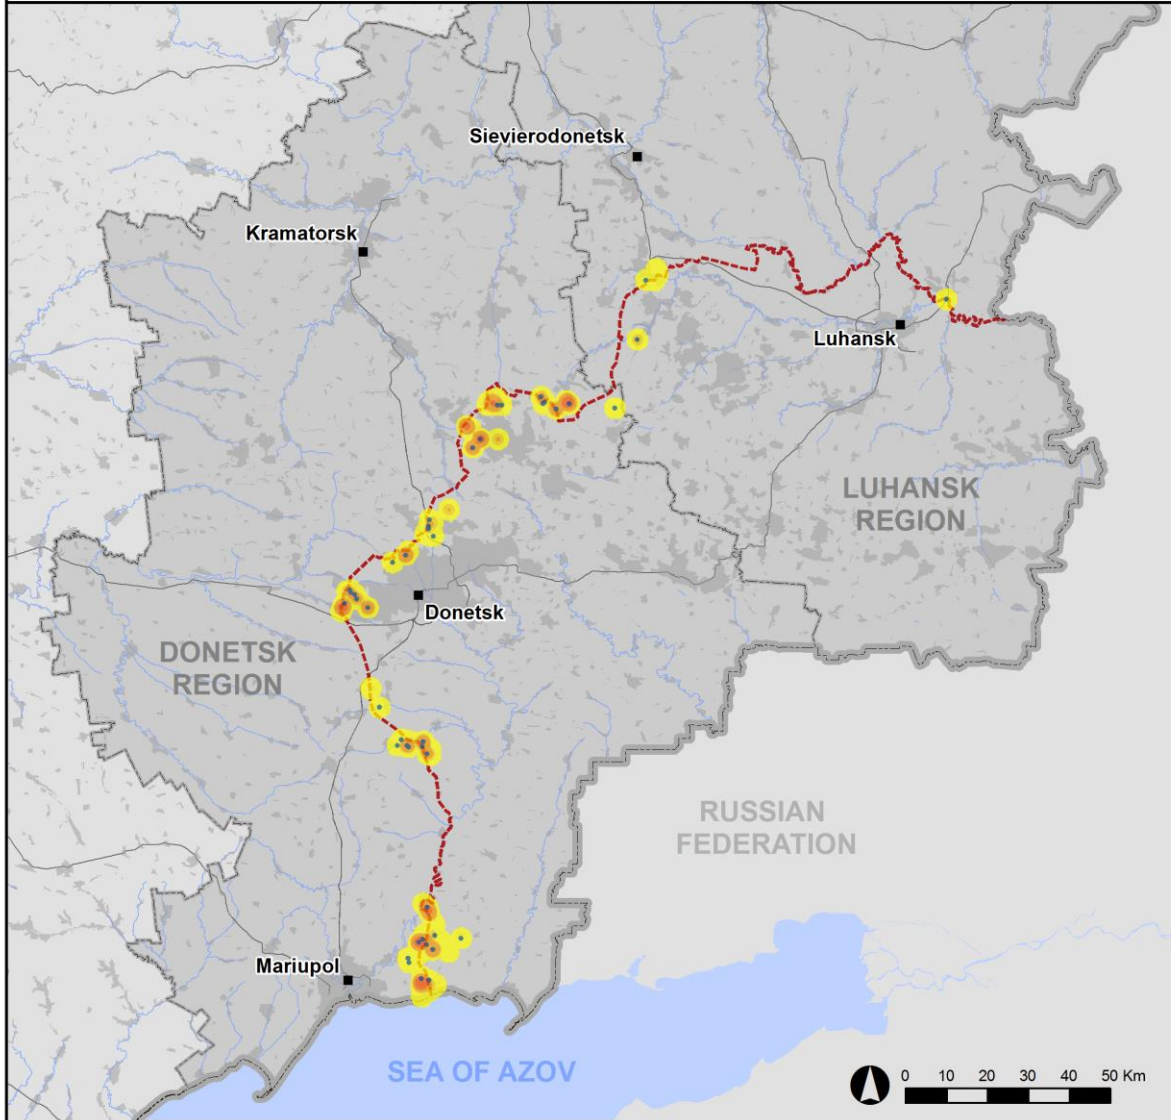 Sievierodonetsk
Kramatorsk
Luhansk
LUHANSK
REGION
Donetsk
DONETSK
REGION
RUSSIAN
FEDERATION
Mariupol
SEA OF AZOV
0 10 20 30 40 50 Km